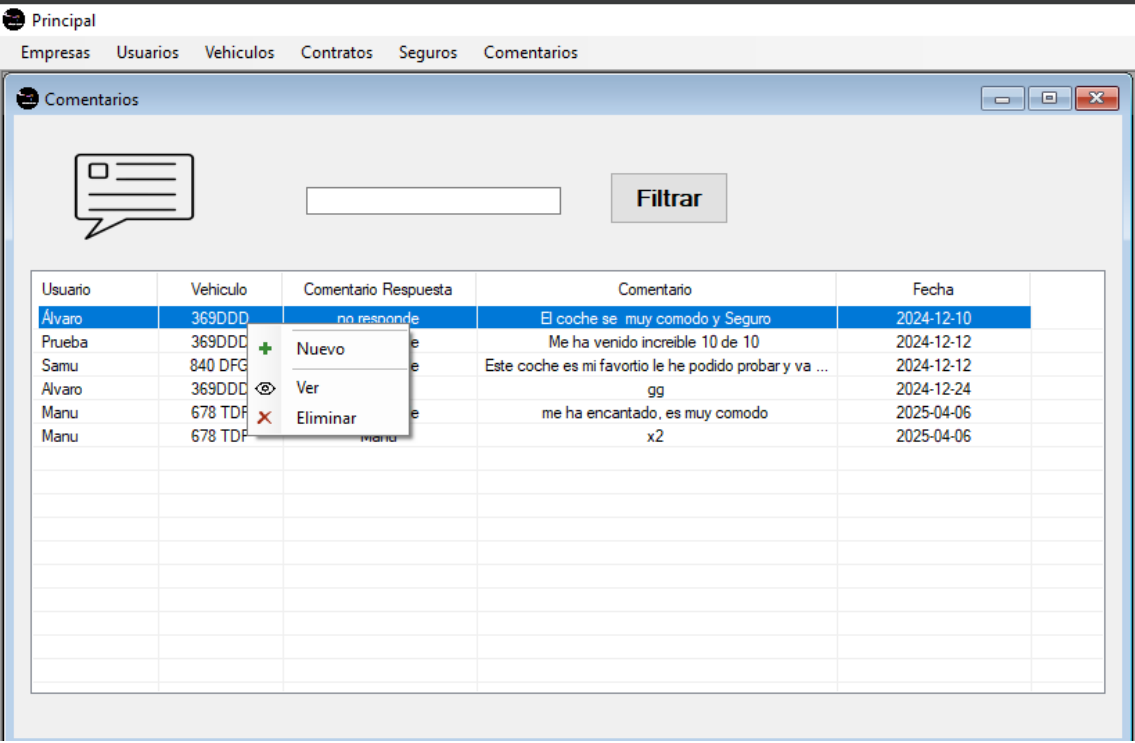 Principal
Empresas Usuarios Vehiculos Contratos Seguros Comentarios
Comentarios
Filtrar
Usuario Vehiculo Comentario Respuesta Comentario Fecha
Álvaro 369DDD no responde El coche se muy comodo y Seguro 2024-12-10
Prueba 369DDD Me ha venido increible 10 de 10 2024-12-12
Samu 840 DFG Este coche es mi favortio le he podido probar y va ... 2024-12-12
Alvaro 369DDD gg 2024-12-24
Manu 678 TDF me ha encantado, es muy comodo 2025-04-06
Manu 678 TDF Manu x2 2025-04-06
Nuevo
Ver
Eliminar